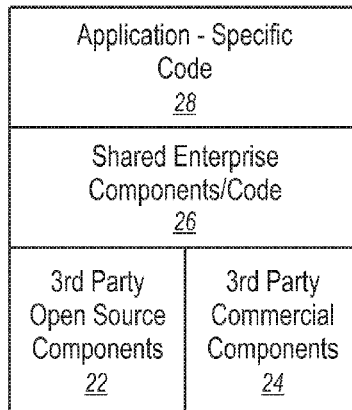 Application - Specific
Code
28
Shared Enterprise
Components/Code
26
3rd Party
Open Source
Components
22
3rd Party
Commercial
Components
24